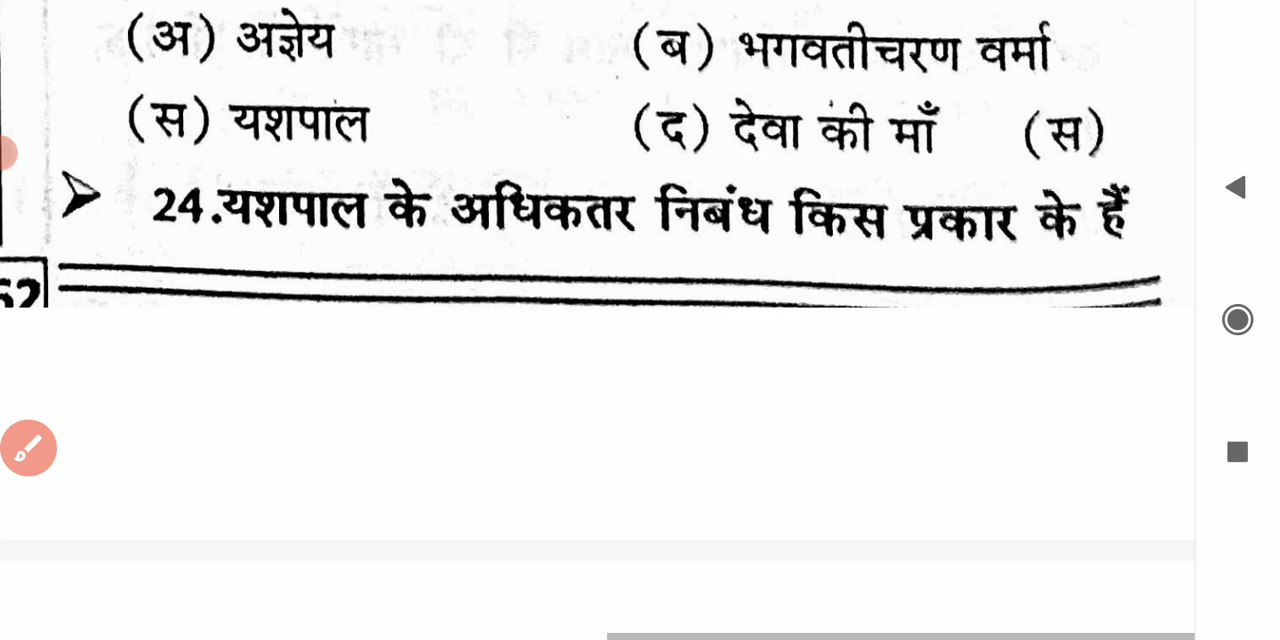 (अ) अज्ञेय (ब) भगवतीचरण वर्मा
(स) यशपाल (द) देवा की माँ (स)
24.यशपाल के अधिकतर निबंध किस प्रकार के हैं